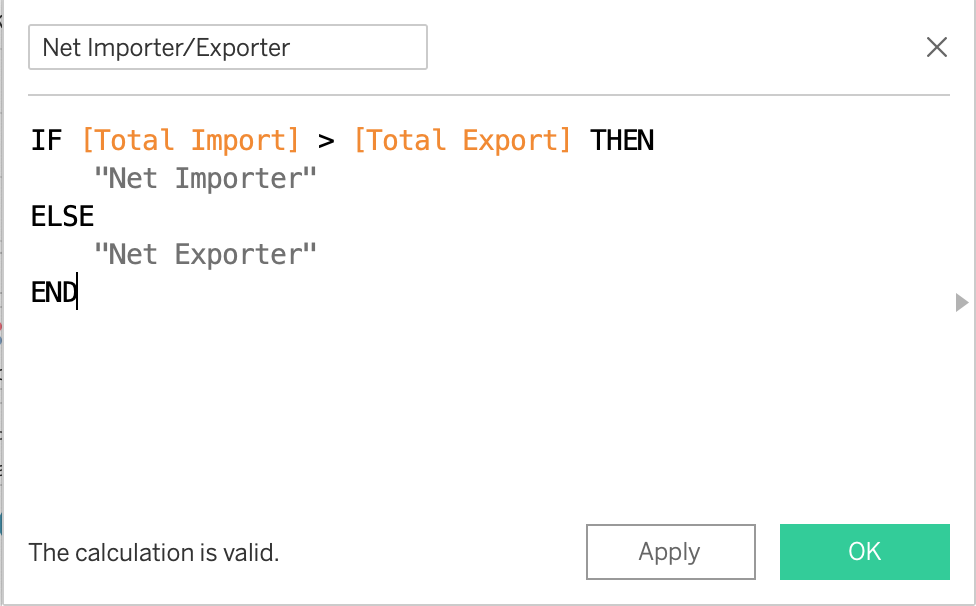 Net Importer/Exporter
IF [Total Import] > [Total Export] THEN
"Net Importer"
ELSE
"Net Exporter"
END
The calculation is valid.
Apply
OK